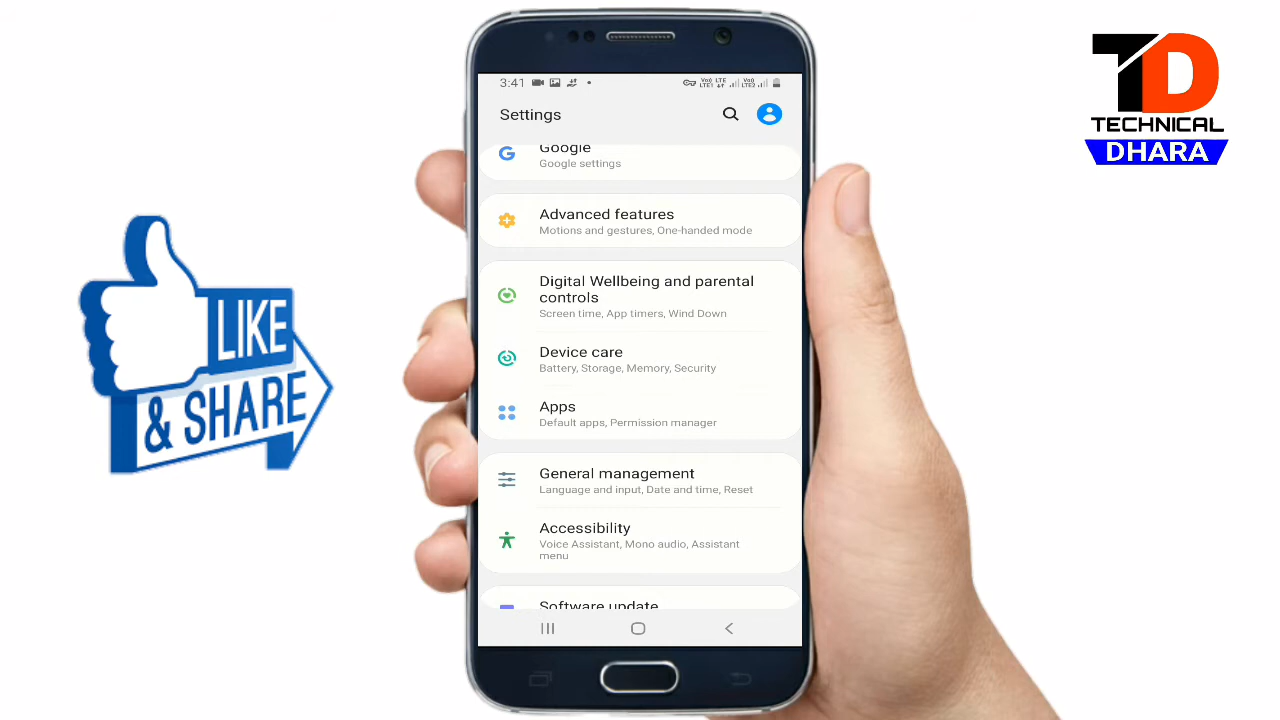 3:41
Settings
Google
Google settings
Advanced features
Motions and gestures, One-handed mode
Digital Wellbeing and parental
controls
Screen time, App timers, Wind Down
Device care
Battery, Storage, Memory, Security
Apps
Default apps, Permission manager
General management
Language and input, Date and time, Reset
Accessibility
Voice Assistant, Mono audio, Assistant
menu
Software update
LIKE
& SHARE
TD
TECHNICAL
DHARA